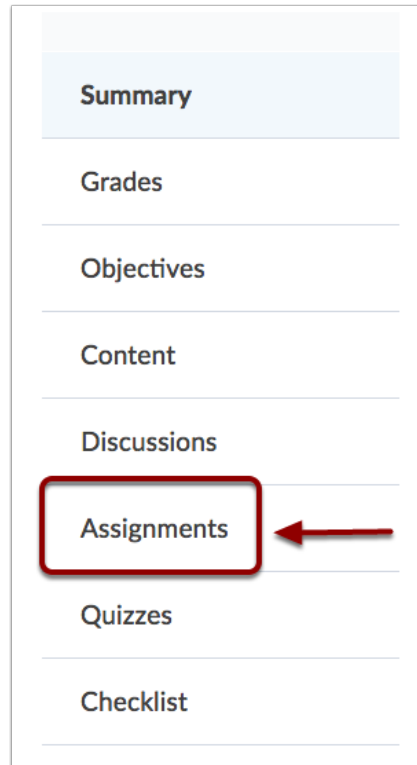 Summary
Grades
Objectives
Content
Discussions
Assignments
Quizzes
Checklist